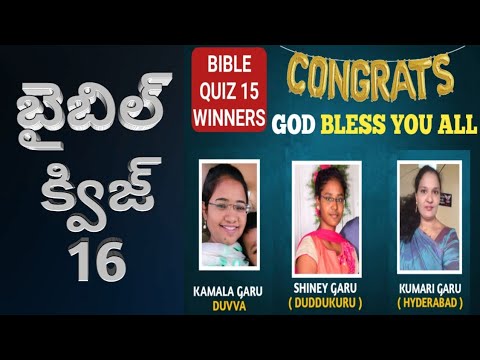 బైబిల్
క్విజ్
16
BIBLE
QUIZ 15
WINNERS
CONGRATS
GOD BLESS YOU ALL
KAMALA GARU
DUVVA
SHINEY GARU
( DUDDUKURU )
KUMARI GARU
( HYDERABAD )